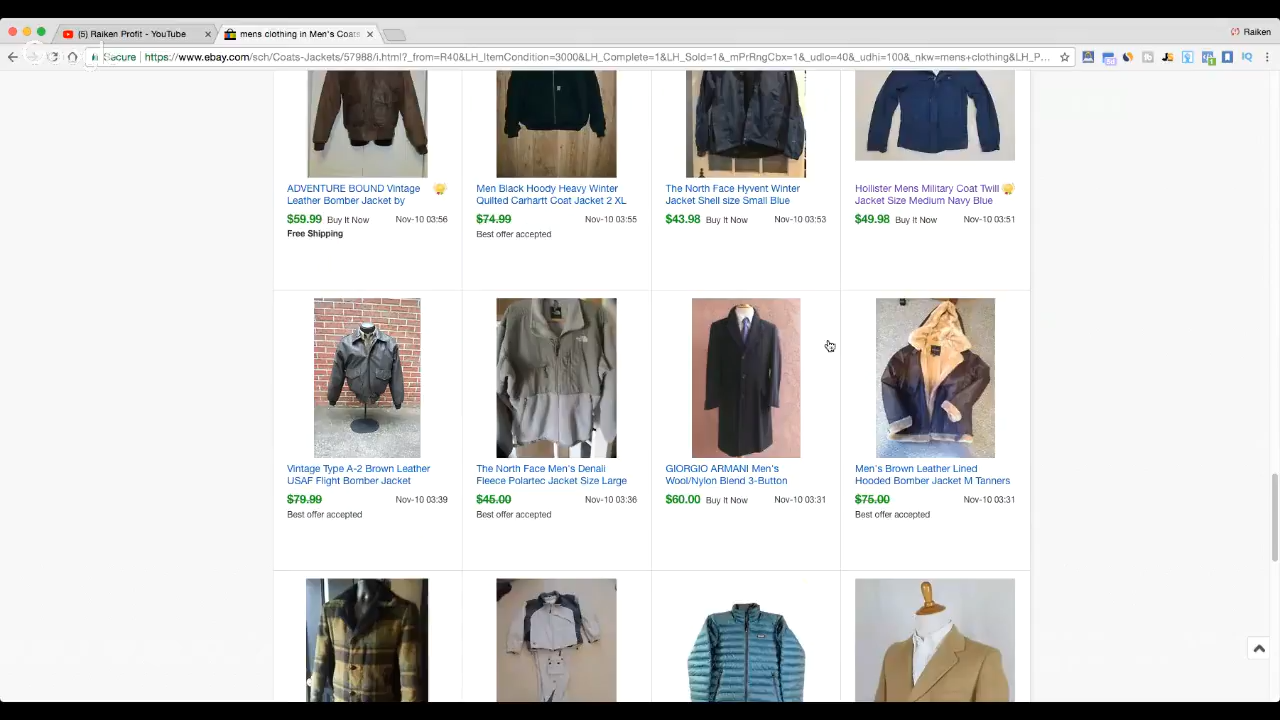 (5) Raiken Profit - YouTube
mens clothing in Men's Coats
Raiken
Secure https://www.ebay.com/sch/Coats-Jackets/57988/i.html?_from=R40&LH_ItemCondition=3000&LH_Complete=1&LH_Sold=1&_mPrRngCbx=1&_udlo=40&_udhi=100&_nkw=mens+clothing&LH_P...
ADVENTURE BOUND Vintage
Leather Bomber Jacket by
$59.99 Buy It Now Nov-10 03:56
Free Shipping
Men Black Hoody Heavy Winter
Quilted Carhartt Coat Jacket 2 XL
$74.99 Nov-10 03:55
Best offer accepted
The North Face Hyvent Winter
Jacket Shell size Small Blue
$43.98 Buy It Now Nov-10 03:53
Hollister Mens Military Coat Twill
Jacket Size Medium Navy Blue
$49.98 Buy It Now Nov-10 03:51
Vintage Type A-2 Brown Leather
USAF Flight Bomber Jacket
$79.99 Nov-10 03:39
Best offer accepted
The North Face Men's Denali
Fleece Polartec Jacket Size Large
$45.00 Nov-10 03:36
Best offer accepted
GIORGIO ARMANI Men's
Wool/Nylon Blend 3-Button
$60.00 Buy It Now Nov-10 03:31
Men's Brown Leather Lined
Hooded Bomber Jacket M Tanners
$75.00 Nov-10 03:31
Best offer accepted